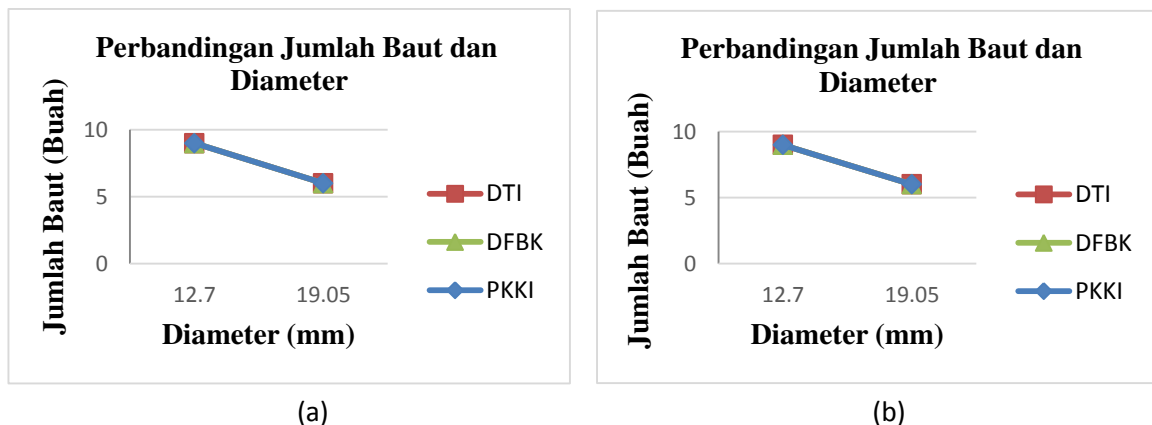 Perbandingan Jumlah Baut dan
Diameter
Jumlah Baut (Buah)
10
5
0
12.7 19.05
Diameter (mm)
DTI
DFBK
PKKI
(a)
Perbandingan Jumlah Baut dan
Diameter
Jumlah Baut (Buah)
10
5
0
12.7 19.05
Diameter (mm)
DTI
DFBK
PKKI
(b)